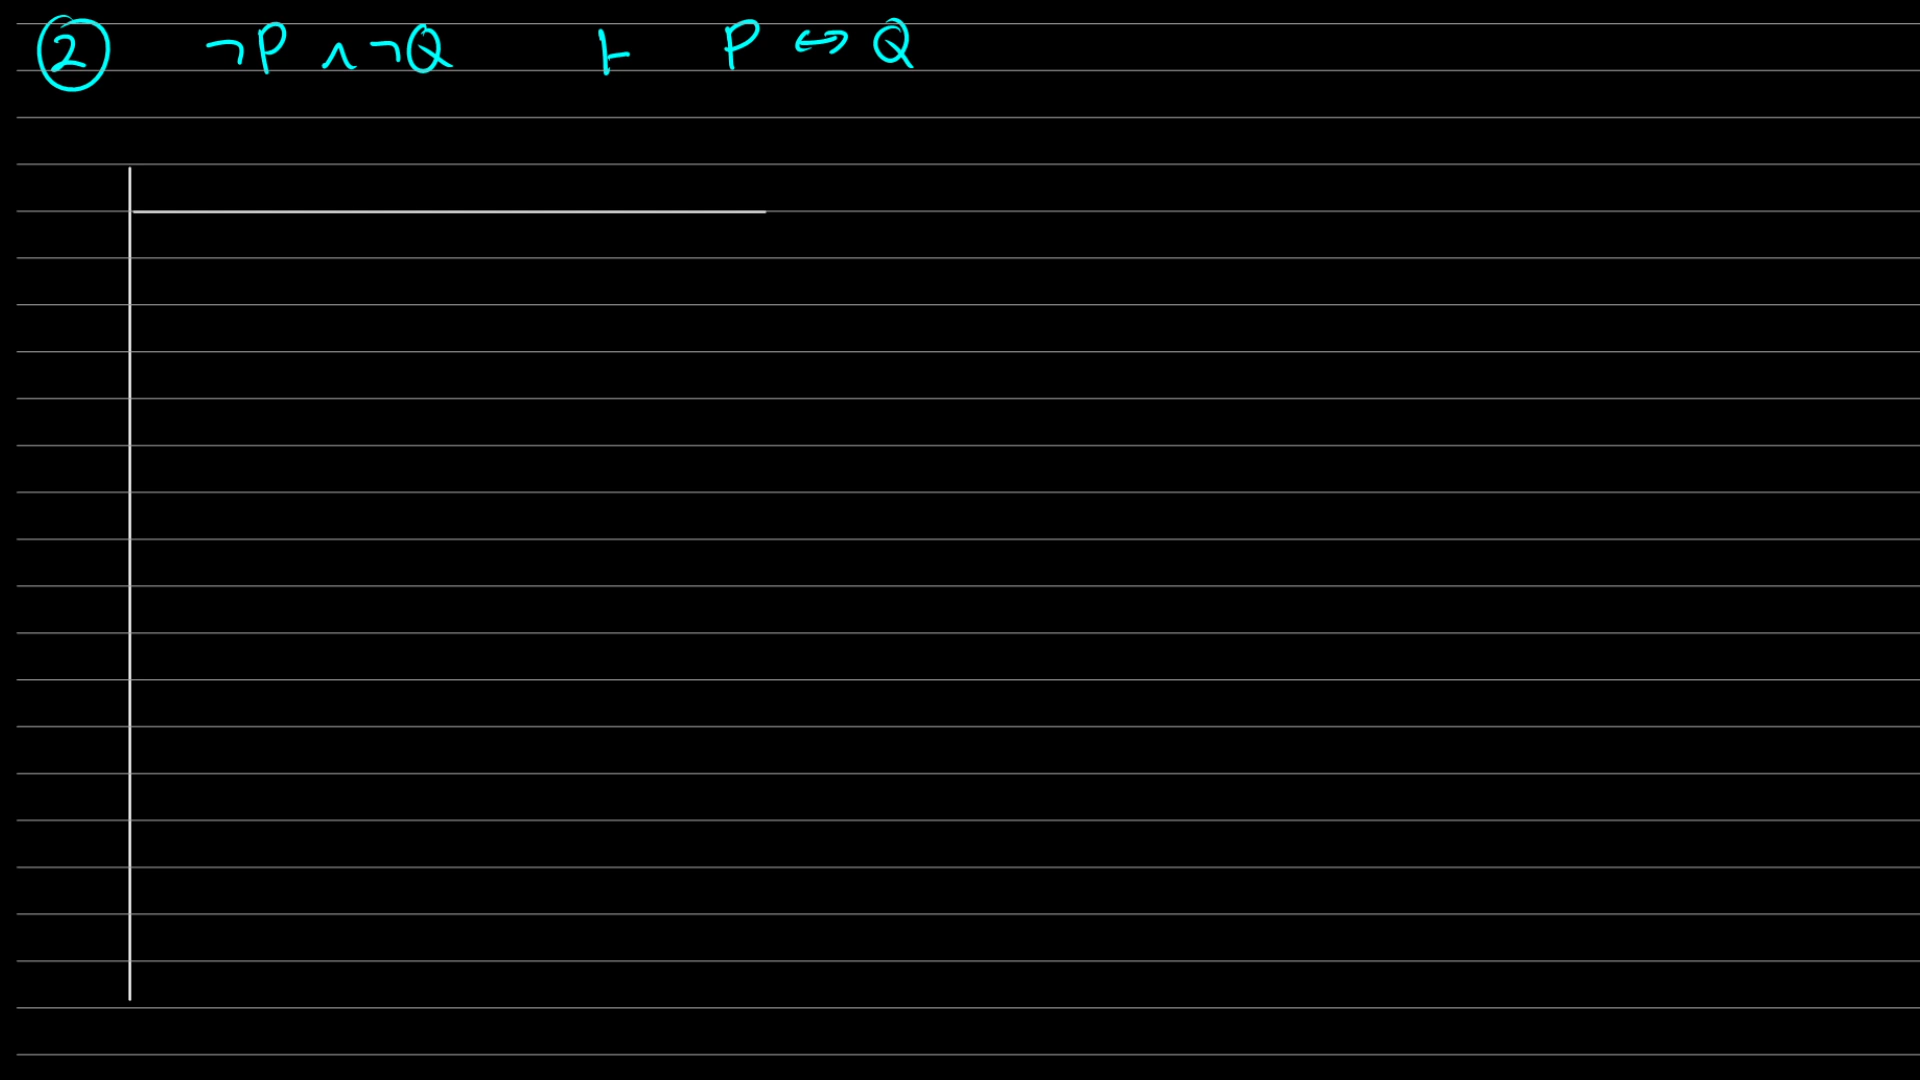 ② ¬P ∧ ¬Q ⊢ P ↔ Q